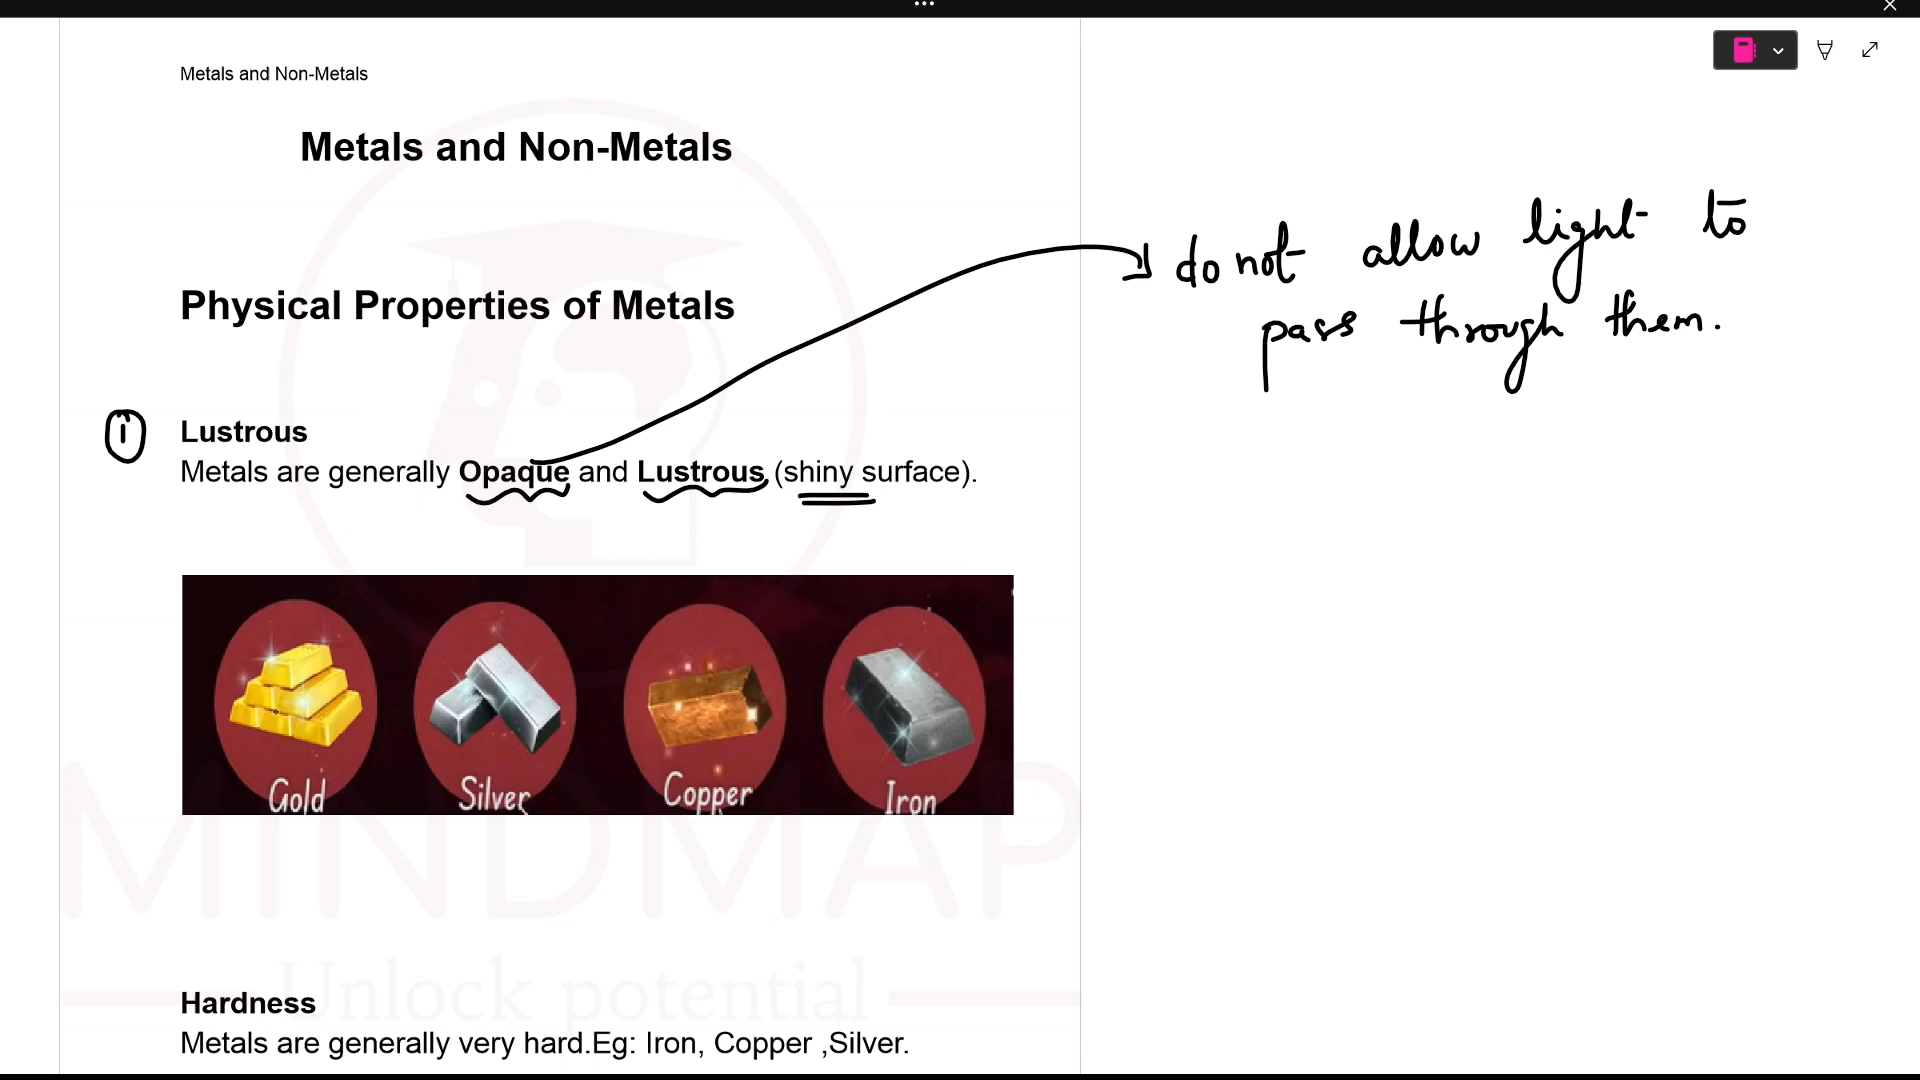 Metals and Non-Metals
Metals and Non-Metals
do not allow light to
pass through them.
Physical Properties of Metals
1 Lustrous
Metals are generally Opaque and Lustrous (shiny surface).
Gold Silver Copper Iron
MINDMAP
Unlock potential
Hardness
Metals are generally very hard.Eg: Iron, Copper ,Silver.